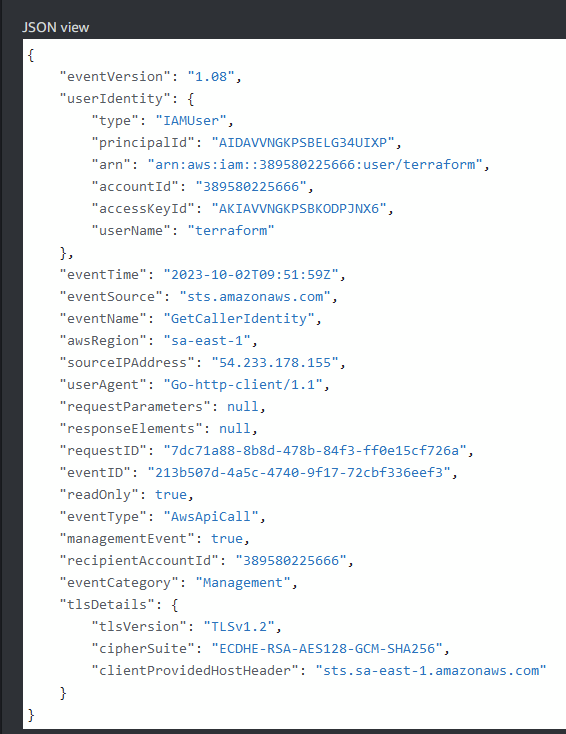 JSON view
{
    "eventVersion": "1.08",
    "userIdentity": {
        "type": "IAMUser",
        "principalId": "AIDAVVNGKPSBELG34UIXP",
        "arn": "arn:aws:iam::389580225666:user/terraform",
        "accountId": "389580225666",
        "accessKeyId": "AKIAVVNGKPSBKODPJNX6",
        "userName": "terraform"
    },
    "eventTime": "2023-10-02T09:51:59Z",
    "eventSource": "sts.amazonaws.com",
    "eventName": "GetCallerIdentity",
    "awsRegion": "sa-east-1",
    "sourceIPAddress": "54.233.178.155",
    "userAgent": "Go-http-client/1.1",
    "requestParameters": null,
    "responseElements": null,
    "requestID": "7dc71a88-8b8d-478b-84f3-ff0e15cf726a",
    "eventID": "213b507d-4a5c-4740-9f17-72cbf336eef3",
    "readOnly": true,
    "eventType": "AwsApiCall",
    "managementEvent": true,
    "recipientAccountId": "389580225666",
    "eventCategory": "Management",
    "tlsDetails": {
        "tlsVersion": "TLSv1.2",
        "cipherSuite": "ECDHE-RSA-AES128-GCM-SHA256",
        "clientProvidedHostHeader": "sts.sa-east-1.amazonaws.com"
    }
}